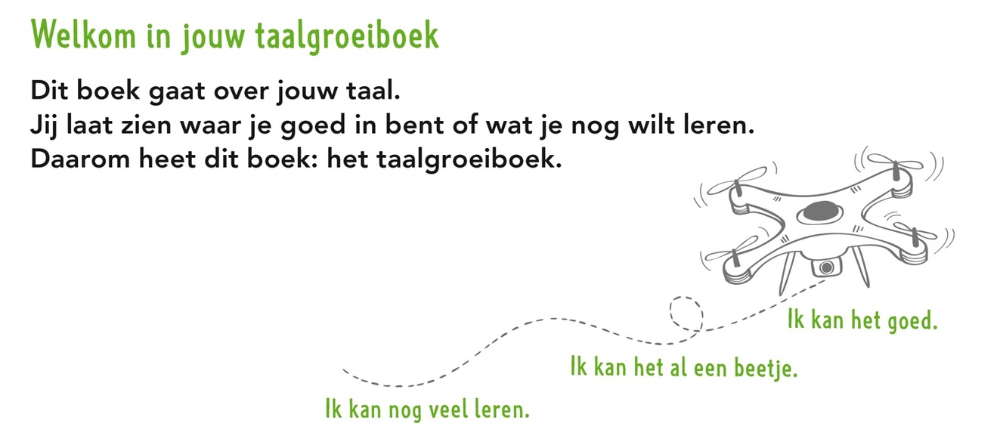 Welkom in jouw taalgroeiboek
Dit boek gaat over jouw taal.
Jij laat zien waar je goed in bent of wat je nog wilt leren.
Daarom heet dit boek: het taalgroeiboek.
Ik kan het goed.
Ik kan het al een beetje.
Ik kan nog veel leren.